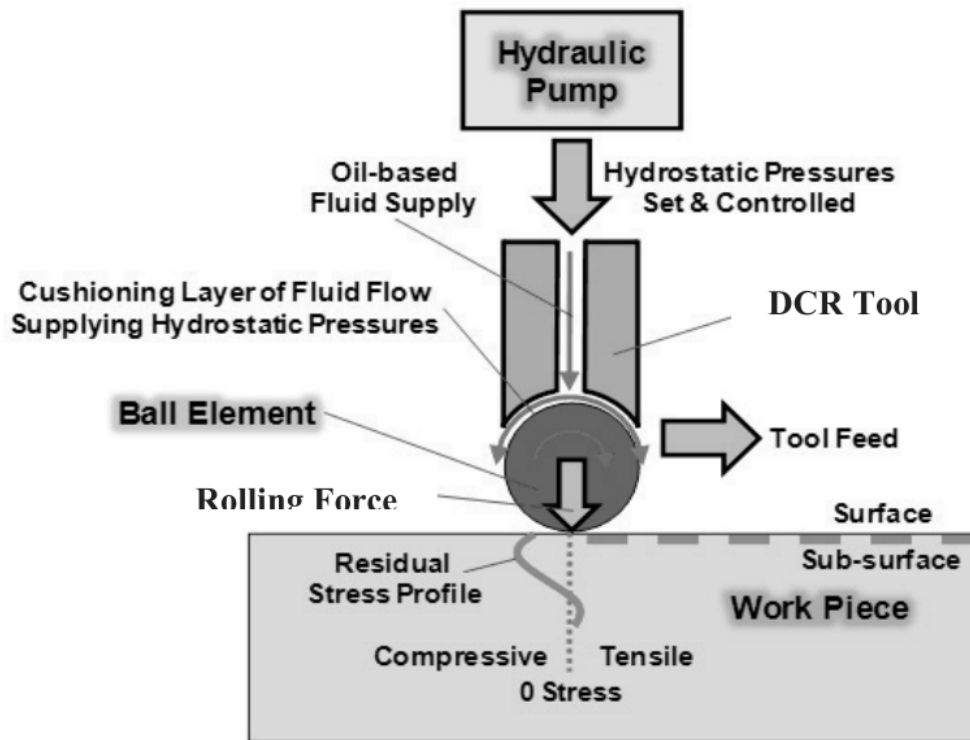 Hydraulic
Pump
Oil-based
Fluid Supply
Hydrostatic Pressures
Set & Controlled
Cushioning Layer of Fluid Flow
Supplying Hydrostatic Pressures
DCR Tool
Ball Element
Tool Feed
Rolling Force
Surface
Sub-surface
Residual
Stress Profile
Work Piece
Compressive
Tensile
0 Stress